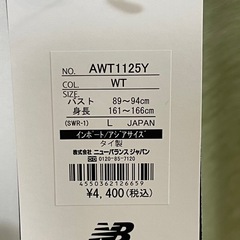 NO. AWT1125Y
COL. WT
バスト 89～94cm
身長 161～166cm
(SWR-1) L JAPAN
インポート/アジアサイズ
タイ製
株式会社ニューバランス ジャパン
0120-85-7120
4550362126659
¥4,400(税込)
NB